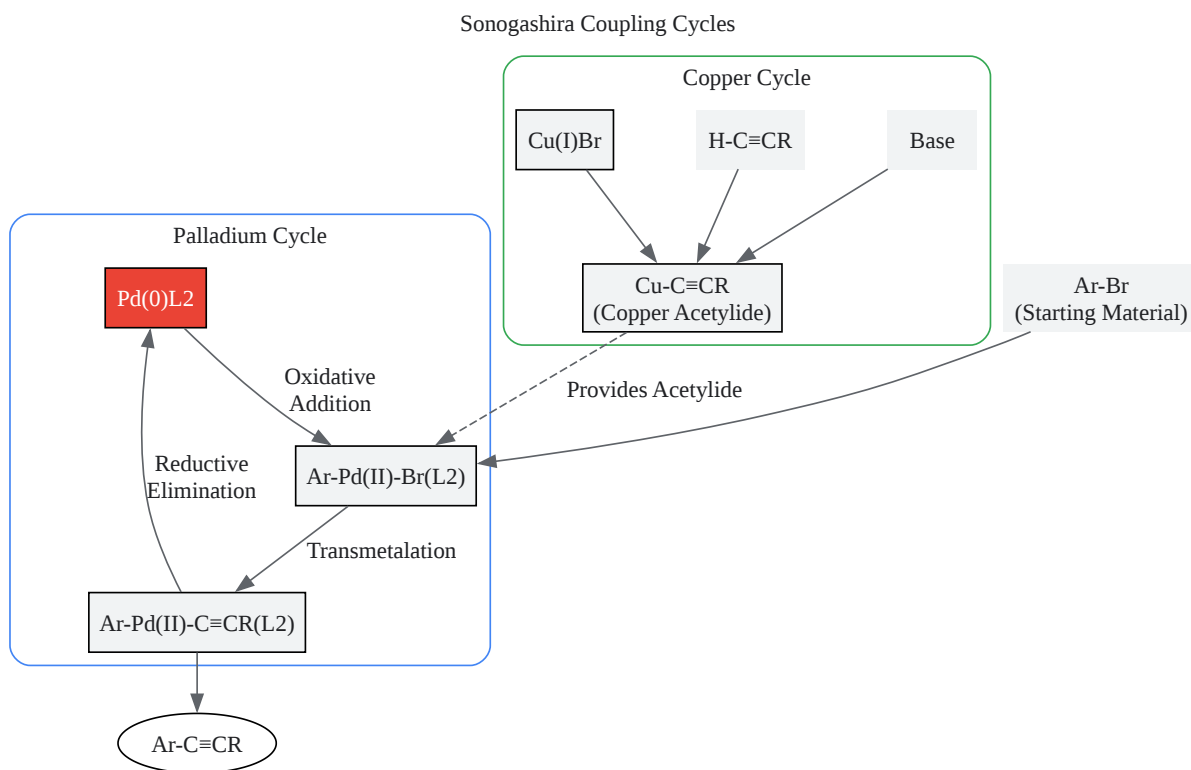 Sonogashira Coupling Cycles
Copper Cycle
Cu(I)Br
H-C≡CR
Base
Palladium Cycle
Pd(0)L2
Cu-C≡CR
(Copper Acetylide)
Ar-Br
(Starting Material)
Oxidative
Addition
Provides Acetylide
Reductive
Elimination
Ar-Pd(II)-Br(L2)
Transmetalation
Ar-Pd(II)-C≡CR(L2)
Ar-C≡CR